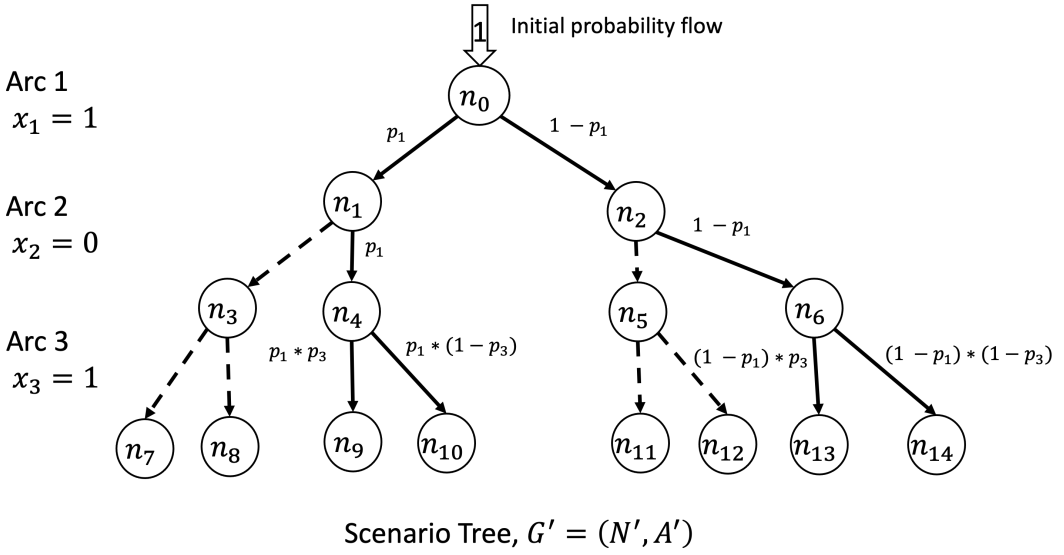 1 Initial probability flow
Arc 1
x₁ = 1
n₀
p₁ 1 − p₁
Arc 2
x₂ = 0
n₁ n₂
p₁ 1 − p₁
Arc 3
x₃ = 1
n₃ n₄ n₅ n₆
p₁ * p₃ p₁ * (1 − p₃) (1 − p₁) * p₃ (1 − p₁) * (1 − p₃)
n₇ n₈ n₉ n₁₀ n₁₁ n₁₂ n₁₃ n₁₄
Scenario Tree, G′ = (N′, A′)